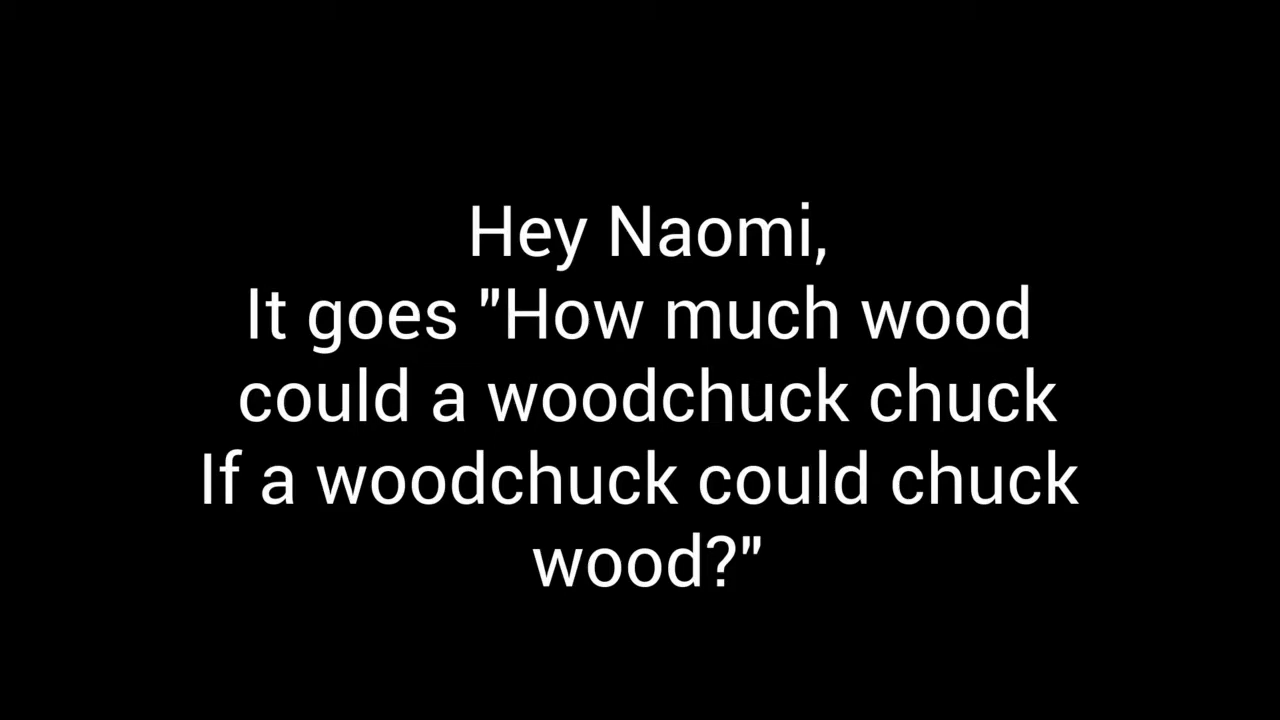 Hey Naomi,
It goes "How much wood
could a woodchuck chuck
If a woodchuck could chuck
wood?"